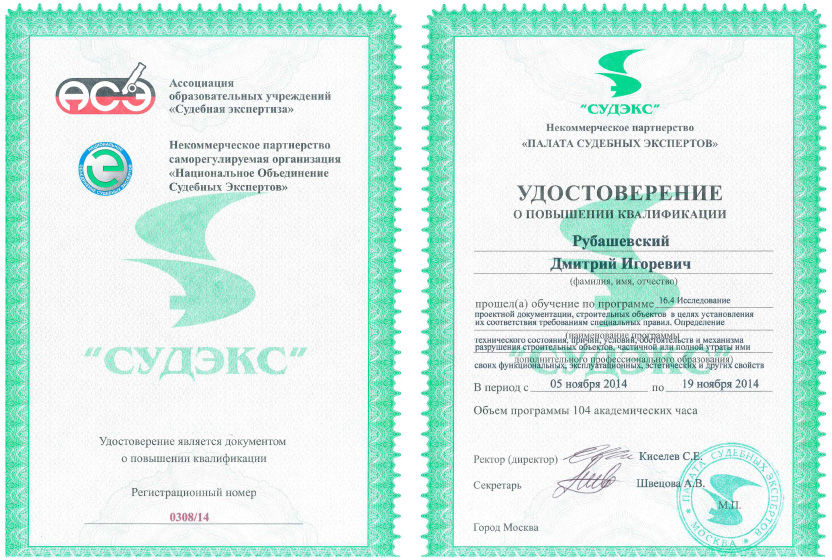 АСЭ
Ассоциация
образовательных учреждений
«Судебная экспертиза»
Некоммерческое партнерство
саморегулируемая организация
«Национальное Объединение
Судебных Экспертов»
"СУДЭКС"
Удостоверение является документом
о повышении квалификации
Регистрационный номер
0308/14
"СУДЭКС"
Некоммерческое партнерство
«ПАЛАТА СУДЕБНЫХ ЭКСПЕРТОВ»
УДОСТОВЕРЕНИЕ
О ПОВЫШЕНИИ КВАЛИФИКАЦИИ
Рубашевский
Дмитрий Игоревич
(фамилия, имя, отчество)
прошел(а) обучение по программе 16.4 Исследование
проектной документации, строительных объектов в целях установления
их соответствия требованиям специальных правил. Определение
(наименование программы
технического состояния, причин, условий, обстоятельств и механизма
разрушения строительных объектов, частичной или полной утраты ими
дополнительного профессионального образования)
своих функциональных, эксплуатационных, эстетических и других свойств
"СУДЭКС"
В период с 05 ноября 2014 по 19 ноября 2014
Объем программы 104 академических часа
Ректор (директор) Киселев С.Е.
Секретарь Швецова А.В.
М.П.
ПАЛАТА СУДЕБНЫХ ЭКСПЕРТОВ
МОСКВА
Город Москва